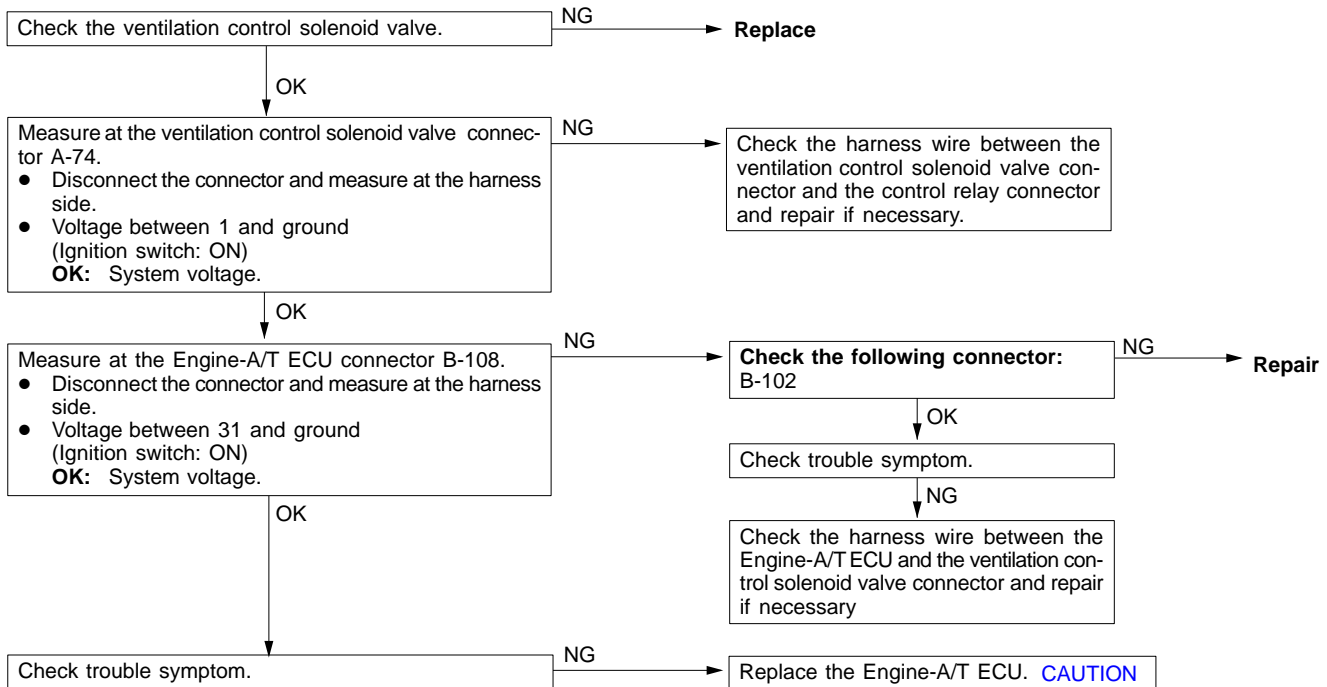 Check the ventilation control solenoid valve.
NG
Replace
OK
Measure at the ventilation control solenoid valve connec-
tor A-74.
● Disconnect the connector and measure at the harness
side.
● Voltage between 1 and ground
(Ignition switch: ON)
OK: System voltage.
NG
Check the harness wire between the
ventilation control solenoid valve con-
nector and the control relay connector
and repair if necessary.
OK
Measure at the Engine-A/T ECU connector B-108.
● Disconnect the connector and measure at the harness
side.
● Voltage between 31 and ground
(Ignition switch: ON)
OK: System voltage.
NG
Check the following connector:
B-102
NG
Repair
OK
Check trouble symptom.
NG
Check the harness wire between the
Engine-A/T ECU and the ventilation con-
trol solenoid valve connector and repair
if necessary
OK
Check trouble symptom.
NG
Replace the Engine-A/T ECU. CAUTION